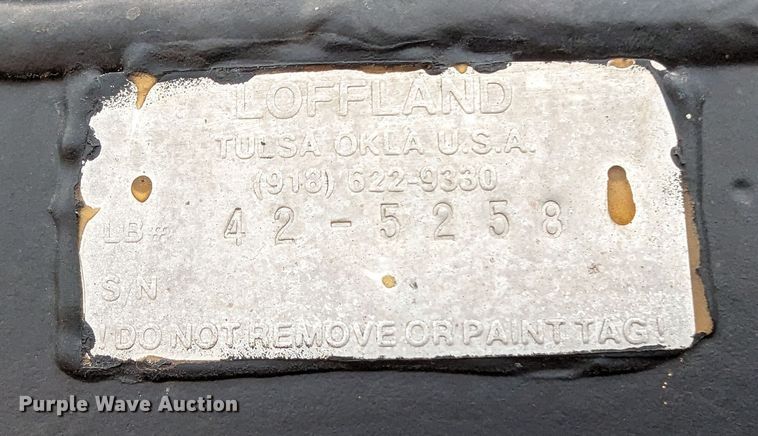 LOFFLAND
TULSA OKLA U.S.A.
(918) 622-9330
LB# 42-5258
S/N
! DO NOT REMOVE OR PAINT TAG !
Purple Wave Auction